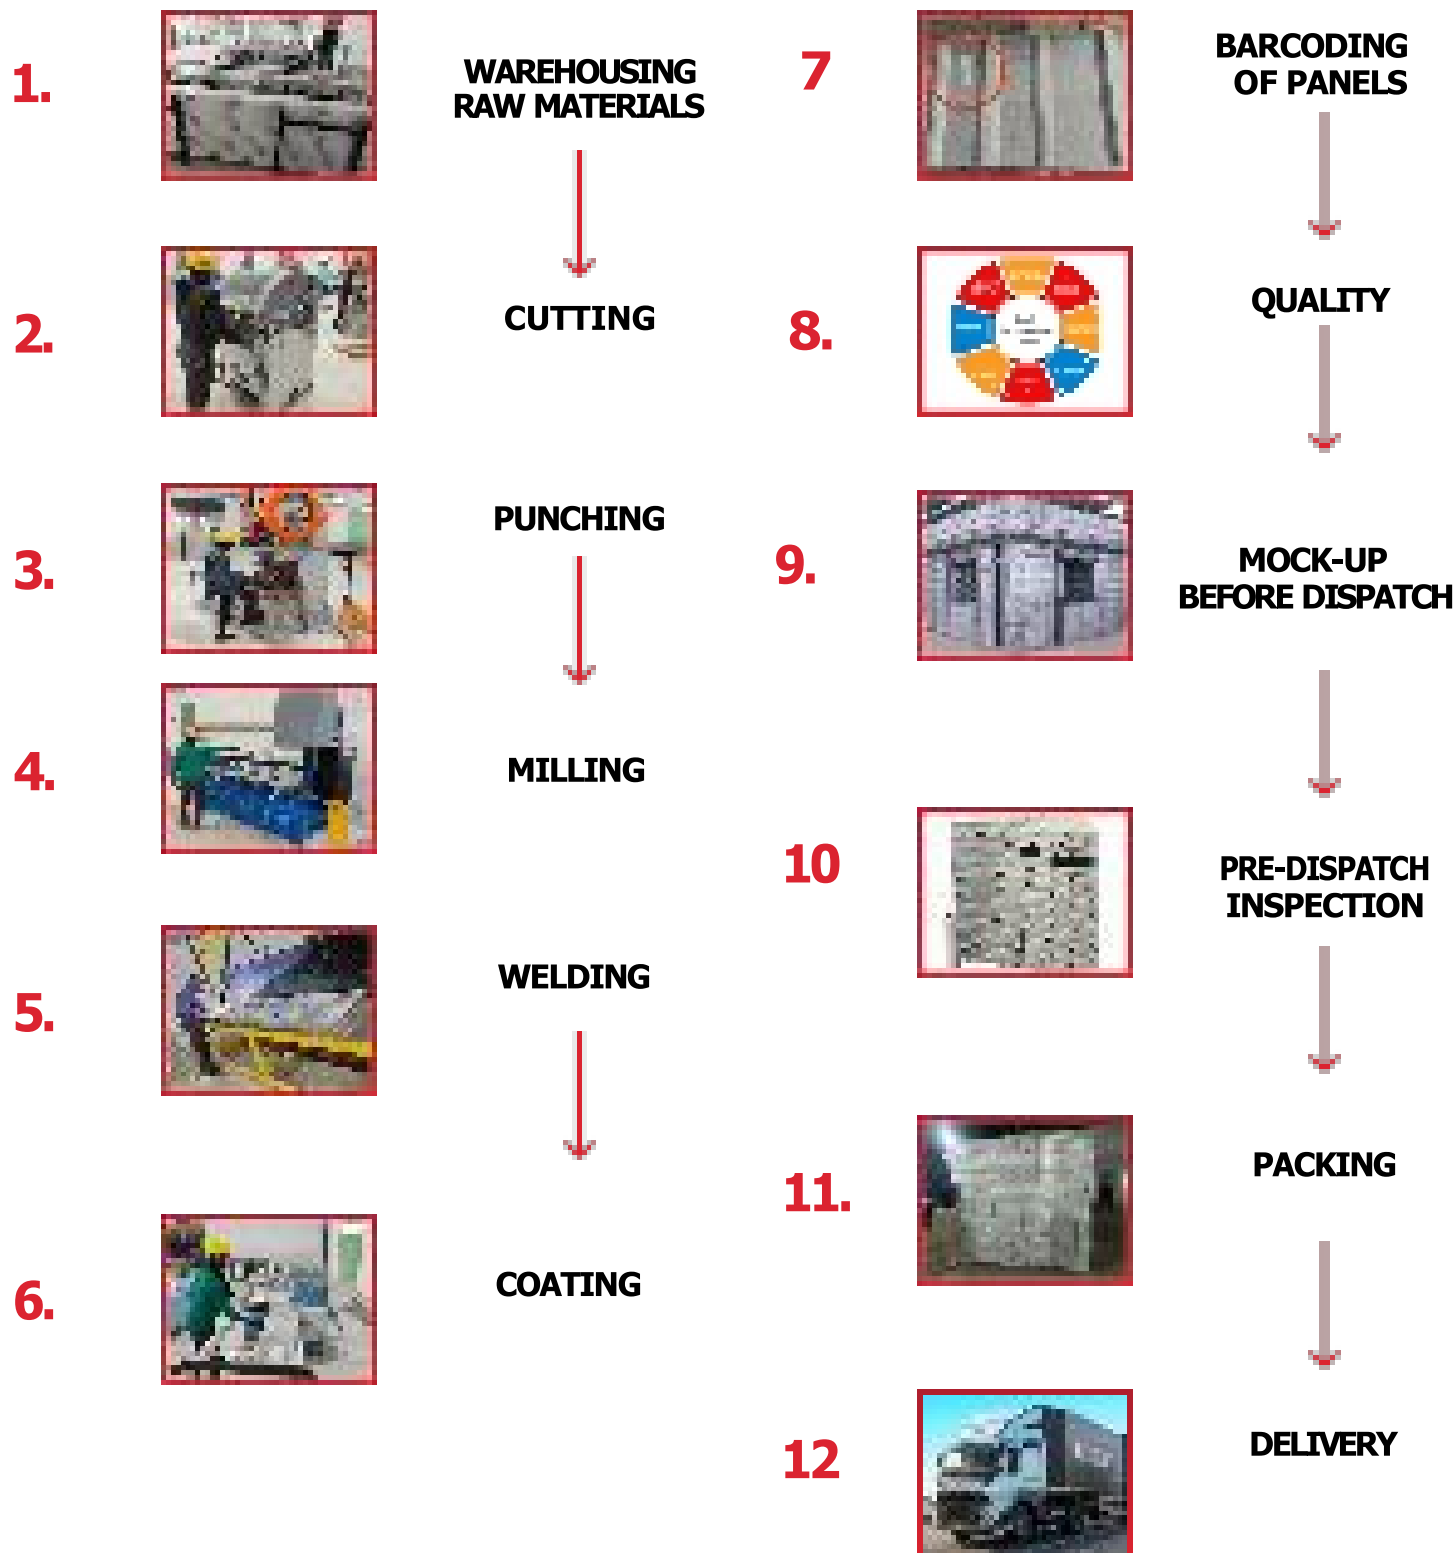 1.
WAREHOUSING
RAW MATERIALS
2.
CUTTING
3.
PUNCHING
4.
MILLING
5.
WELDING
6.
COATING
7
BARCODING
OF PANELS
8.
QUALITY
9.
MOCK-UP
BEFORE DISPATCH
10
PRE-DISPATCH
INSPECTION
11.
PACKING
12
DELIVERY